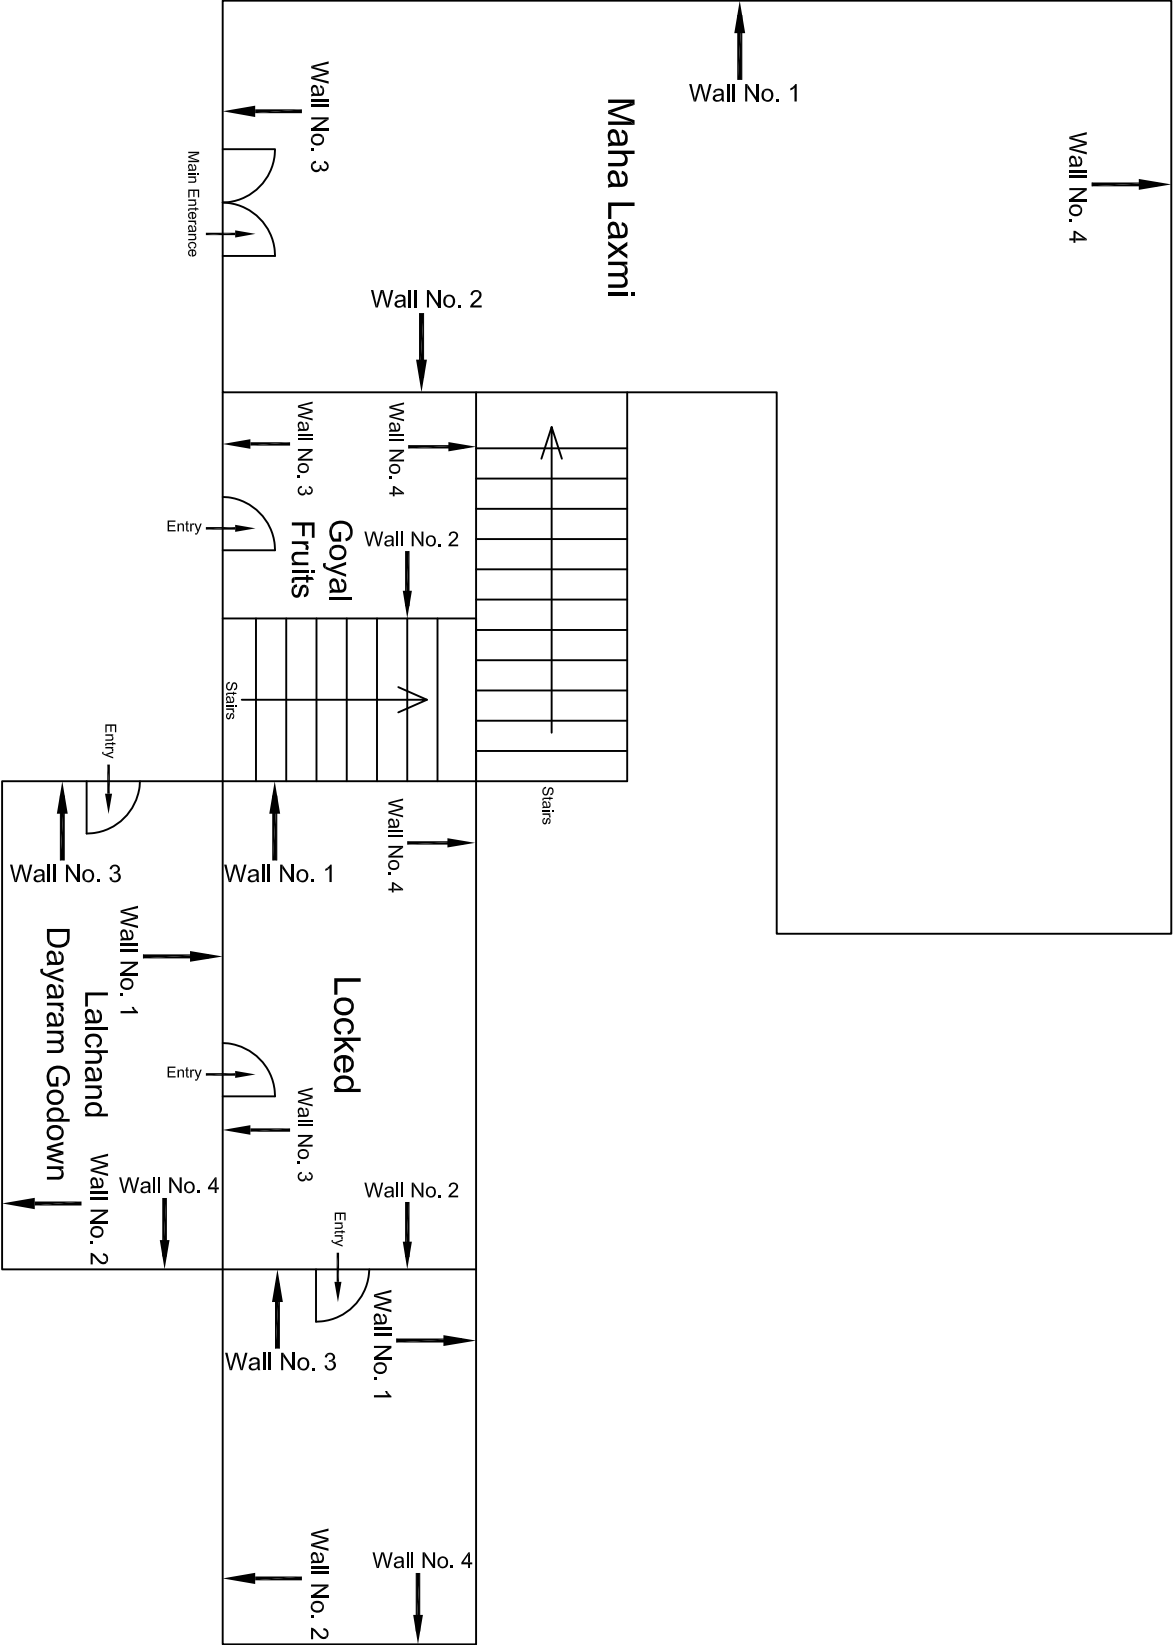 Wall No. 1
Wall No. 4
Wall No. 3
Maha Laxmi
Main Enterance
Wall No. 2
Wall No. 3
Wall No. 4
Entry
Goyal
Fruits
Wall No. 2
Stairs
Stairs
Entry
Wall No. 3
Wall No. 1
Wall No. 4
Wall No. 1
Lalchand
Dayaram Godown
Locked
Entry
Wall No. 3
Wall No. 2
Wall No. 4
Wall No. 2
Entry
Wall No. 3
Wall No. 1
Wall No. 2
Wall No. 4